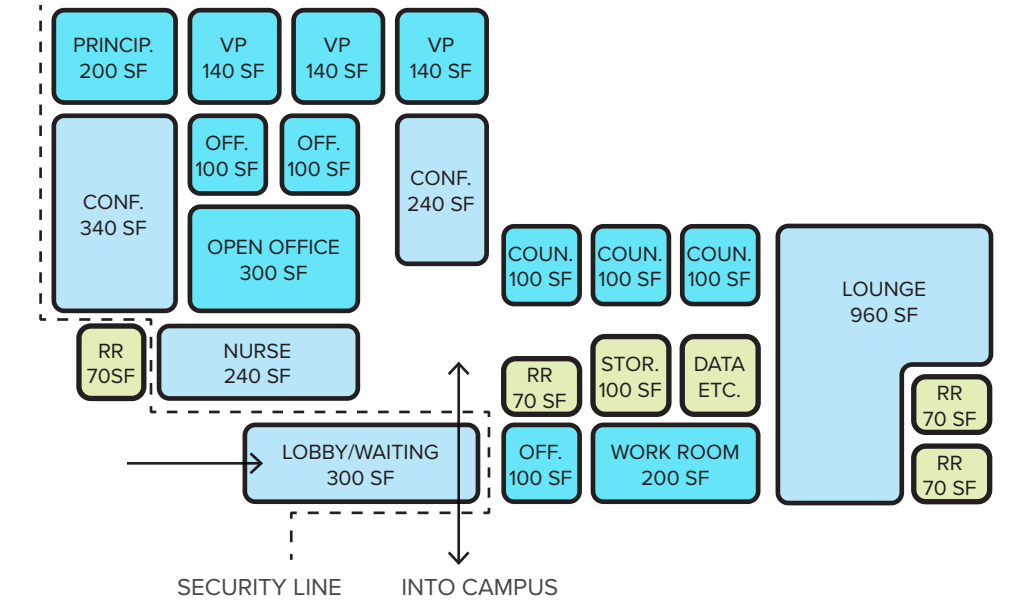 PRINCIP.
200 SF
VP
140 SF
VP
140 SF
VP
140 SF
CONF.
340 SF
OFF.
100 SF
OFF.
100 SF
CONF.
240 SF
OPEN OFFICE
300 SF
COUN.
100 SF
COUN.
100 SF
COUN.
100 SF
LOUNGE
960 SF
RR
70SF
NURSE
240 SF
RR
70 SF
STOR.
100 SF
DATA
ETC.
RR
70 SF
LOBBY/WAITING
300 SF
OFF.
100 SF
WORK ROOM
200 SF
RR
70 SF
SECURITY LINE
INTO CAMPUS